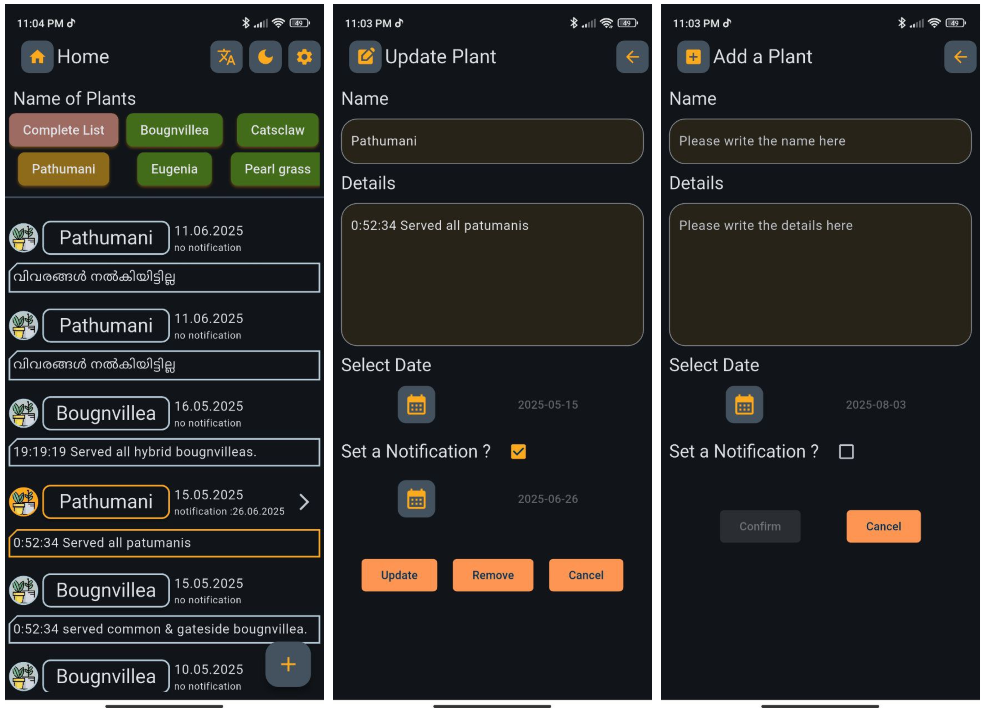 11:04 PM
49
Home
Name of Plants
Complete List
Bougnvillea
Catsclaw
Pathumani
Eugenia
Pearl grass
Pathumani
11.06.2025
no notification
വിവരങ്ങൾ നൽകിയിട്ടില്ല
Pathumani
11.06.2025
no notification
വിവരങ്ങൾ നൽകിയിട്ടില്ല
Bougnvillea
16.05.2025
no notification
19:19:19 Served all hybrid bougnvilleas.
Pathumani
15.05.2025
notification :26.06.2025
0:52:34 Served all patumanis
Bougnvillea
15.05.2025
no notification
0:52:34 served common & gateside bougnvillea.
Bougnvillea
10.05.2025
no notification
+
11:03 PM
49
Update Plant
Name
Pathumani
Details
0:52:34 Served all patumanis
Select Date
2025-05-15
Set a Notification ?
2025-06-26
Update
Remove
Cancel
11:03 PM
49
Add a Plant
Name
Please write the name here
Details
Please write the details here
Select Date
2025-08-03
Set a Notification ?
Confirm
Cancel